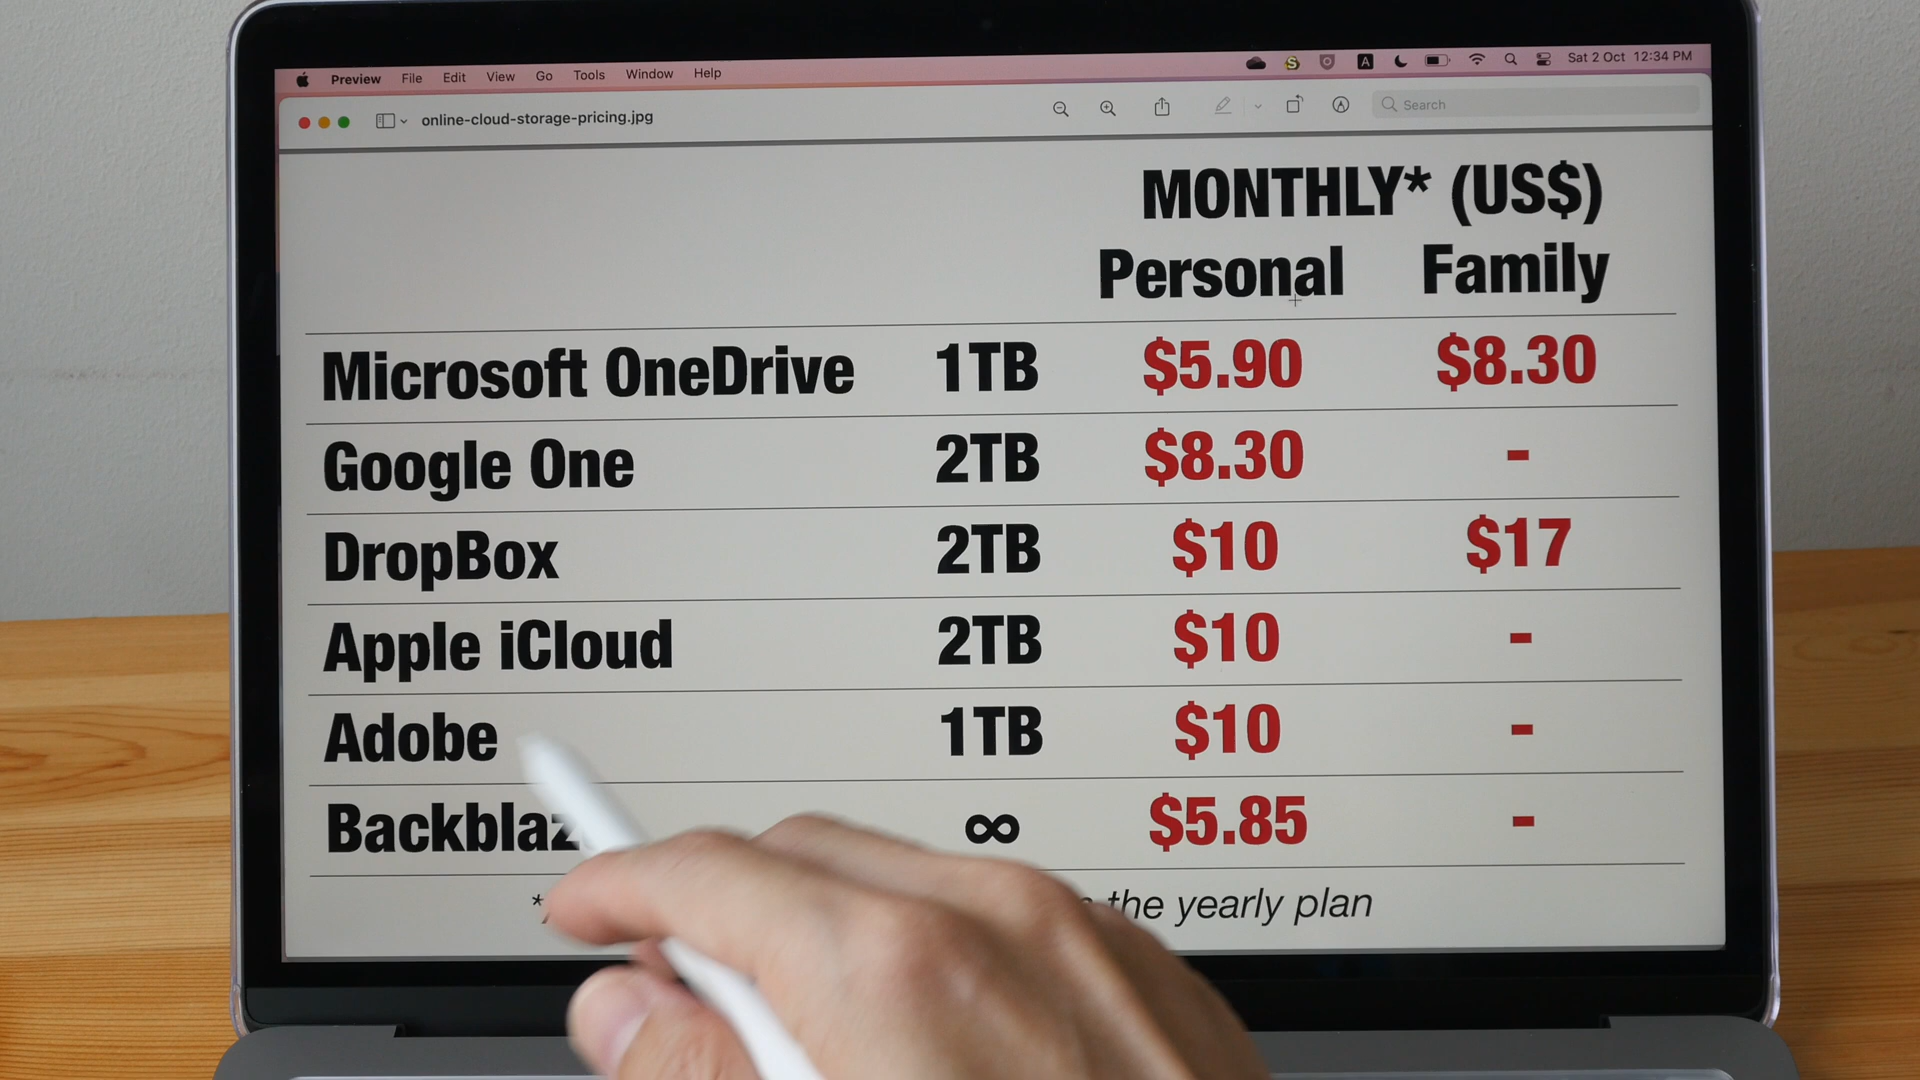 Preview File Edit View Go Tools Window Help Sat 2 Oct 12:34 PM
online-cloud-storage-pricing.jpg Search
MONTHLY* (US$)
Personal Family
Microsoft OneDrive 1TB $5.90 $8.30
Google One 2TB $8.30 -
DropBox 2TB $10 $17
Apple iCloud 2TB $10 -
Adobe 1TB $10 -
Backblaz ∞ $5.85 -
* the yearly plan